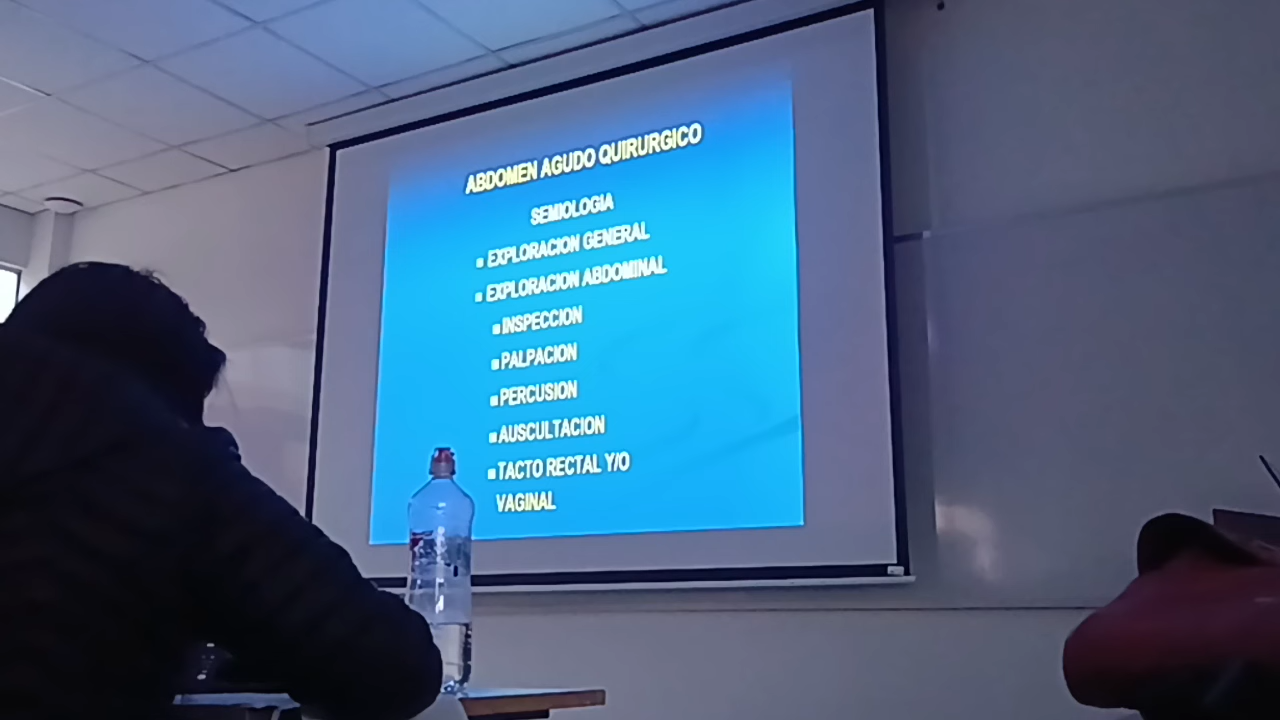 ABDOMEN AGUDO QUIRURGICO
SEMIOLOGIA
▪ EXPLORACION GENERAL
▪ EXPLORACION ABDOMINAL
▪ INSPECCION
▪ PALPACION
▪ PERCUSION
▪ AUSCULTACION
▪ TACTO RECTAL Y/O
VAGINAL